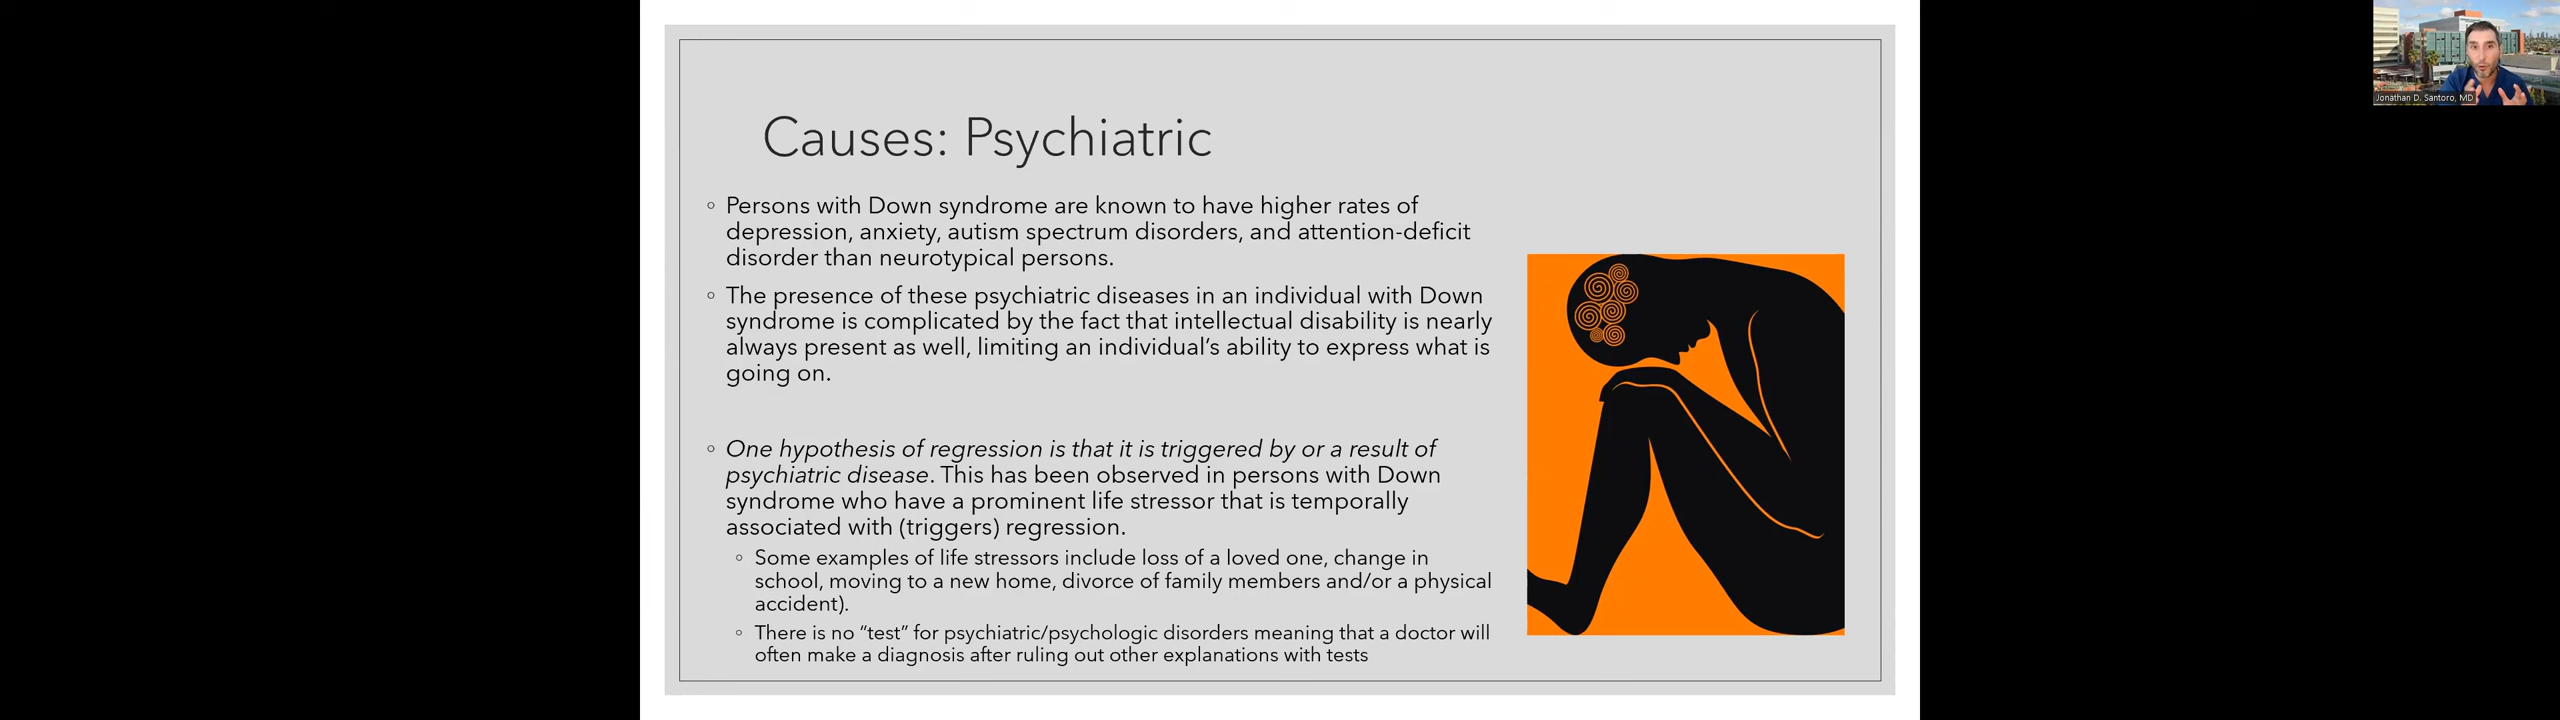 Causes: Psychiatric
◦ Persons with Down syndrome are known to have higher rates of
depression, anxiety, autism spectrum disorders, and attention-deficit
disorder than neurotypical persons.
◦ The presence of these psychiatric diseases in an individual with Down
syndrome is complicated by the fact that intellectual disability is nearly
always present as well, limiting an individual’s ability to express what is
going on.
◦ One hypothesis of regression is that it is triggered by or a result of
psychiatric disease. This has been observed in persons with Down
syndrome who have a prominent life stressor that is temporally
associated with (triggers) regression.
◦ Some examples of life stressors include loss of a loved one, change in
school, moving to a new home, divorce of family members and/or a physical
accident).
◦ There is no “test” for psychiatric/psychologic disorders meaning that a doctor will
often make a diagnosis after ruling out other explanations with tests
Jonathan D. Santoro, MD